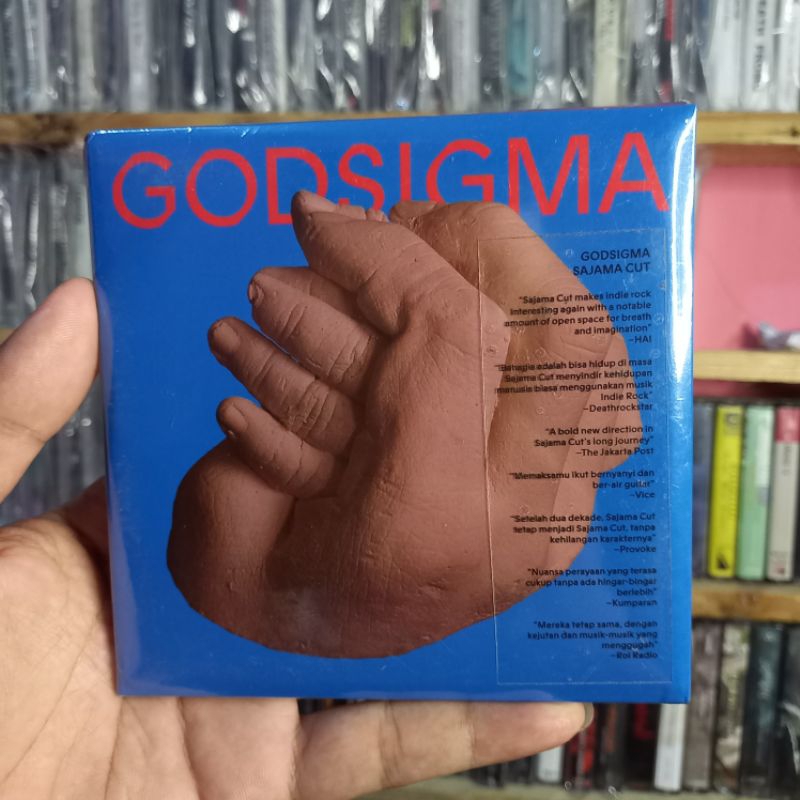 GODSIGMA
GODSIGMA
SAJAMA CUT
"Sajama Cut makes indie rock
interesting again with a notable
amount of open space for breath
and imagination"
–HAI
"Bahagia adalah bisa hidup di masa
Sajama Cut menyindir kehidupan
manusia biasa menggunakan musik
Indie Rock"
–Deathrockstar
"A bold new direction in
Sajama Cut's long journey"
–The Jakarta Post
"Memaksamu ikut bernyanyi dan
ber-air guitar"
–Vice
"Setelah dua dekade, Sajama Cut
tetap menjadi Sajama Cut, tanpa
kehilangan karakternya"
–Provoke
"Nuansa perayaan yang terasa
cukup tanpa ada hingar-bingar
berlebih"
–Kumparan
"Mereka tetap sama, dengan
kejutan dan musik-musik yang
menggugah"
–Roi Radio